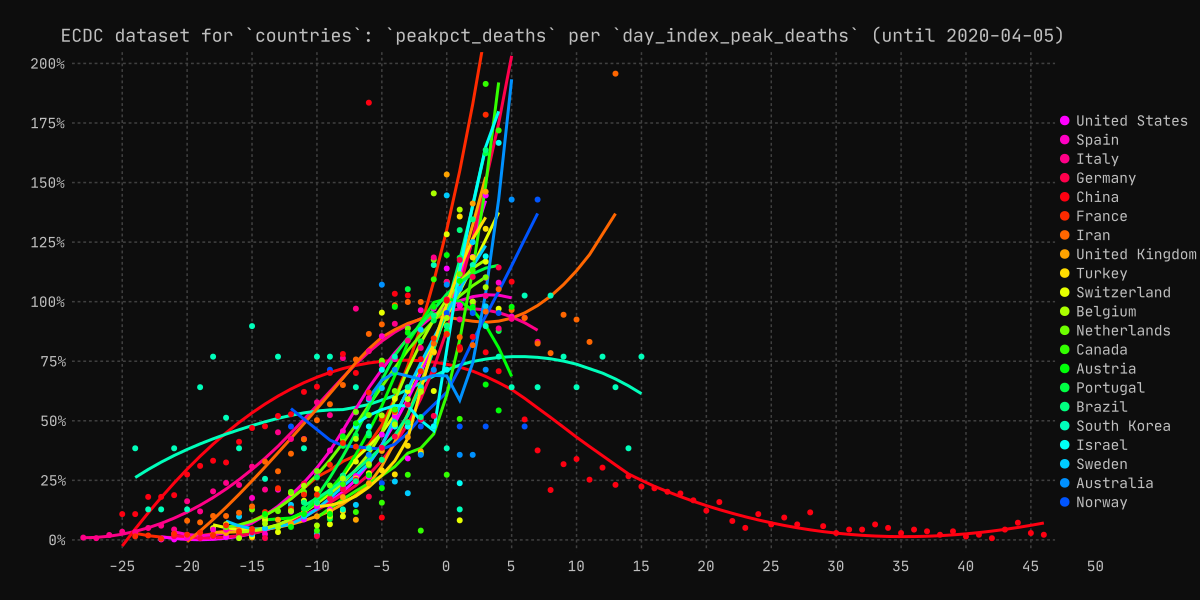 ECDC dataset for `countries`: `peakpct_deaths` per `day_index_peak_deaths` (until 2020-04-05)
200%
175%
150%
125%
100%
75%
50%
25%
0%
-25 -20 -15 -10 -5 0 5 10 15 20 25 30 35 40 45 50
United States
Spain
Italy
Germany
China
France
Iran
United Kingdom
Turkey
Switzerland
Belgium
Netherlands
Canada
Austria
Portugal
Brazil
South Korea
Israel
Sweden
Australia
Norway